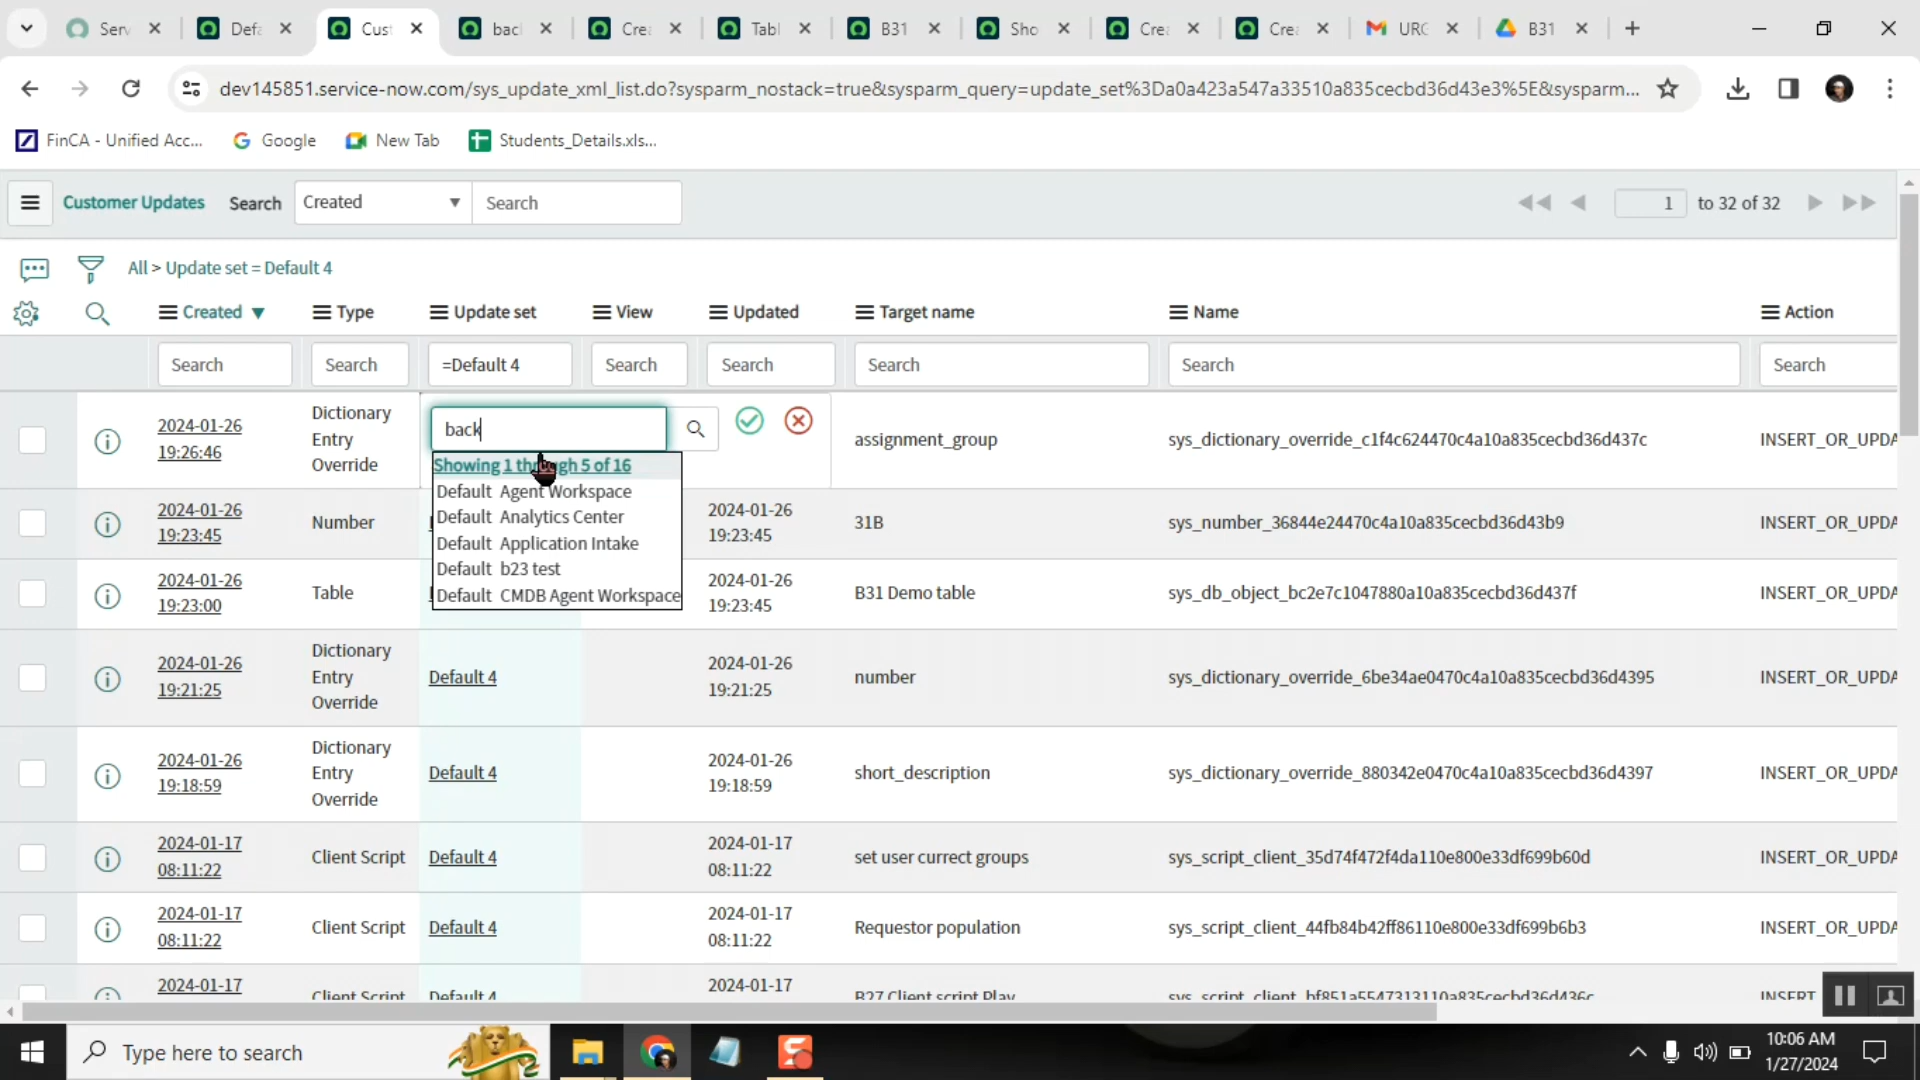 Serv
Defa
Cust
bac
Crea
Tabl
B31
Sho
Crea
Crea
URG
B31
dev145851.service-now.com/sys_update_xml_list.do?sysparm_nostack=true&sysparm_query=update_set%3Da0a423a547a33510a835cecbd36d43e3%5E&sysparm...
FinCA - Unified Acc...
Google
New Tab
Students_Details.xls...
Customer Updates Search Created Search 1 to 32 of 32
All > Update set = Default 4
Created Type Update set View Updated Target name Name Action
Search Search =Default 4 Search Search Search Search Search
2024-01-26
19:26:46
Dictionary
Entry
Override
back
assignment_group
sys_dictionary_override_c1f4c624470c4a10a835cecbd36d437c
INSERT_OR_UPDA
Showing 1 through 5 of 16
Default Agent Workspace
Default Analytics Center
Default Application Intake
Default b23 test
Default CMDB Agent Workspace
2024-01-26
19:23:45
Number
2024-01-26
19:23:45
31B
sys_number_36844e24470c4a10a835cecbd36d43b9
INSERT_OR_UPDA
2024-01-26
19:23:00
Table
2024-01-26
19:23:45
B31 Demo table
sys_db_object_bc2e7c1047880a10a835cecbd36d437f
INSERT_OR_UPDA
2024-01-26
19:21:25
Dictionary
Entry
Override
Default 4
2024-01-26
19:21:25
number
sys_dictionary_override_6be34ae0470c4a10a835cecbd36d4395
INSERT_OR_UPDA
2024-01-26
19:18:59
Dictionary
Entry
Override
Default 4
2024-01-26
19:18:59
short_description
sys_dictionary_override_880342e0470c4a10a835cecbd36d4397
INSERT_OR_UPDA
2024-01-17
08:11:22
Client Script
Default 4
2024-01-17
08:11:22
set user currect groups
sys_script_client_35d74f472f4da110e800e33df699b60d
INSERT_OR_UPDA
2024-01-17
08:11:22
Client Script
Default 4
2024-01-17
08:11:22
Requestor population
sys_script_client_44fb84b42ff86110e800e33df699b6b3
INSERT_OR_UPDA
2024-01-17
Client Script
Default 4
2024-01-17
B27 Client script Play
sys_script_client_bf851a5547313110a835cecbd36d436c
INSERT
Type here to search
10:06 AM
1/27/2024